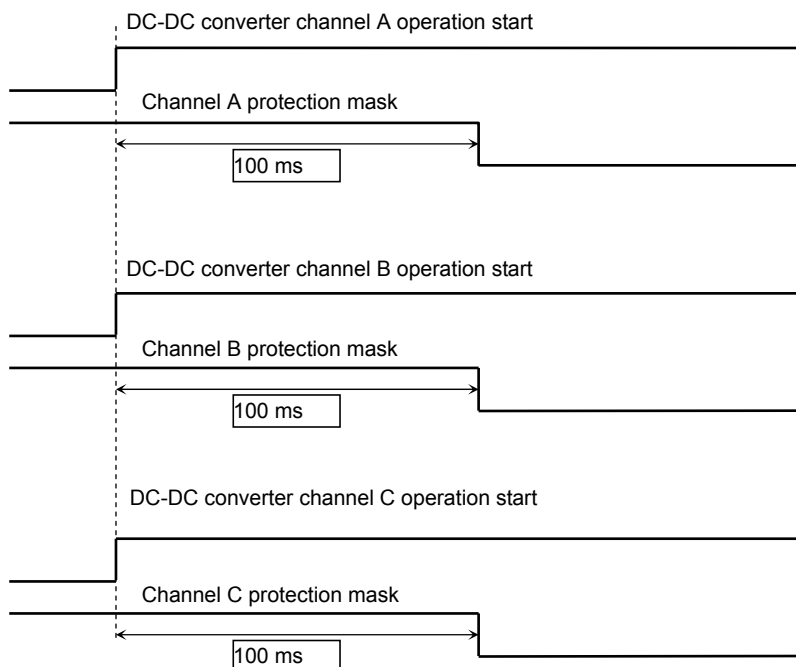 DC-DC converter channel A operation start
Channel A protection mask
100 ms
DC-DC converter channel B operation start
Channel B protection mask
100 ms
DC-DC converter channel C operation start
Channel C protection mask
100 ms